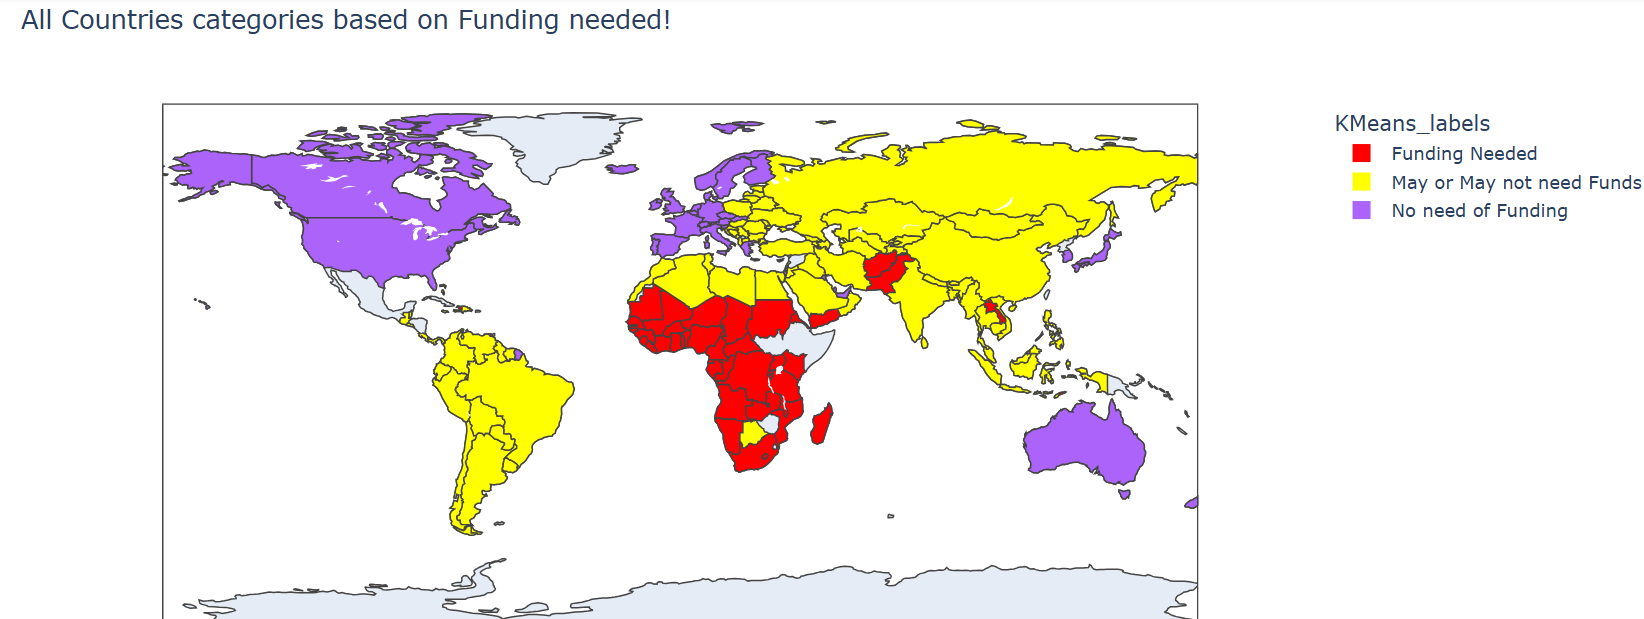 All Countries categories based on Funding needed!
KMeans_labels
Funding Needed
May or May not need Funds
No need of Funding